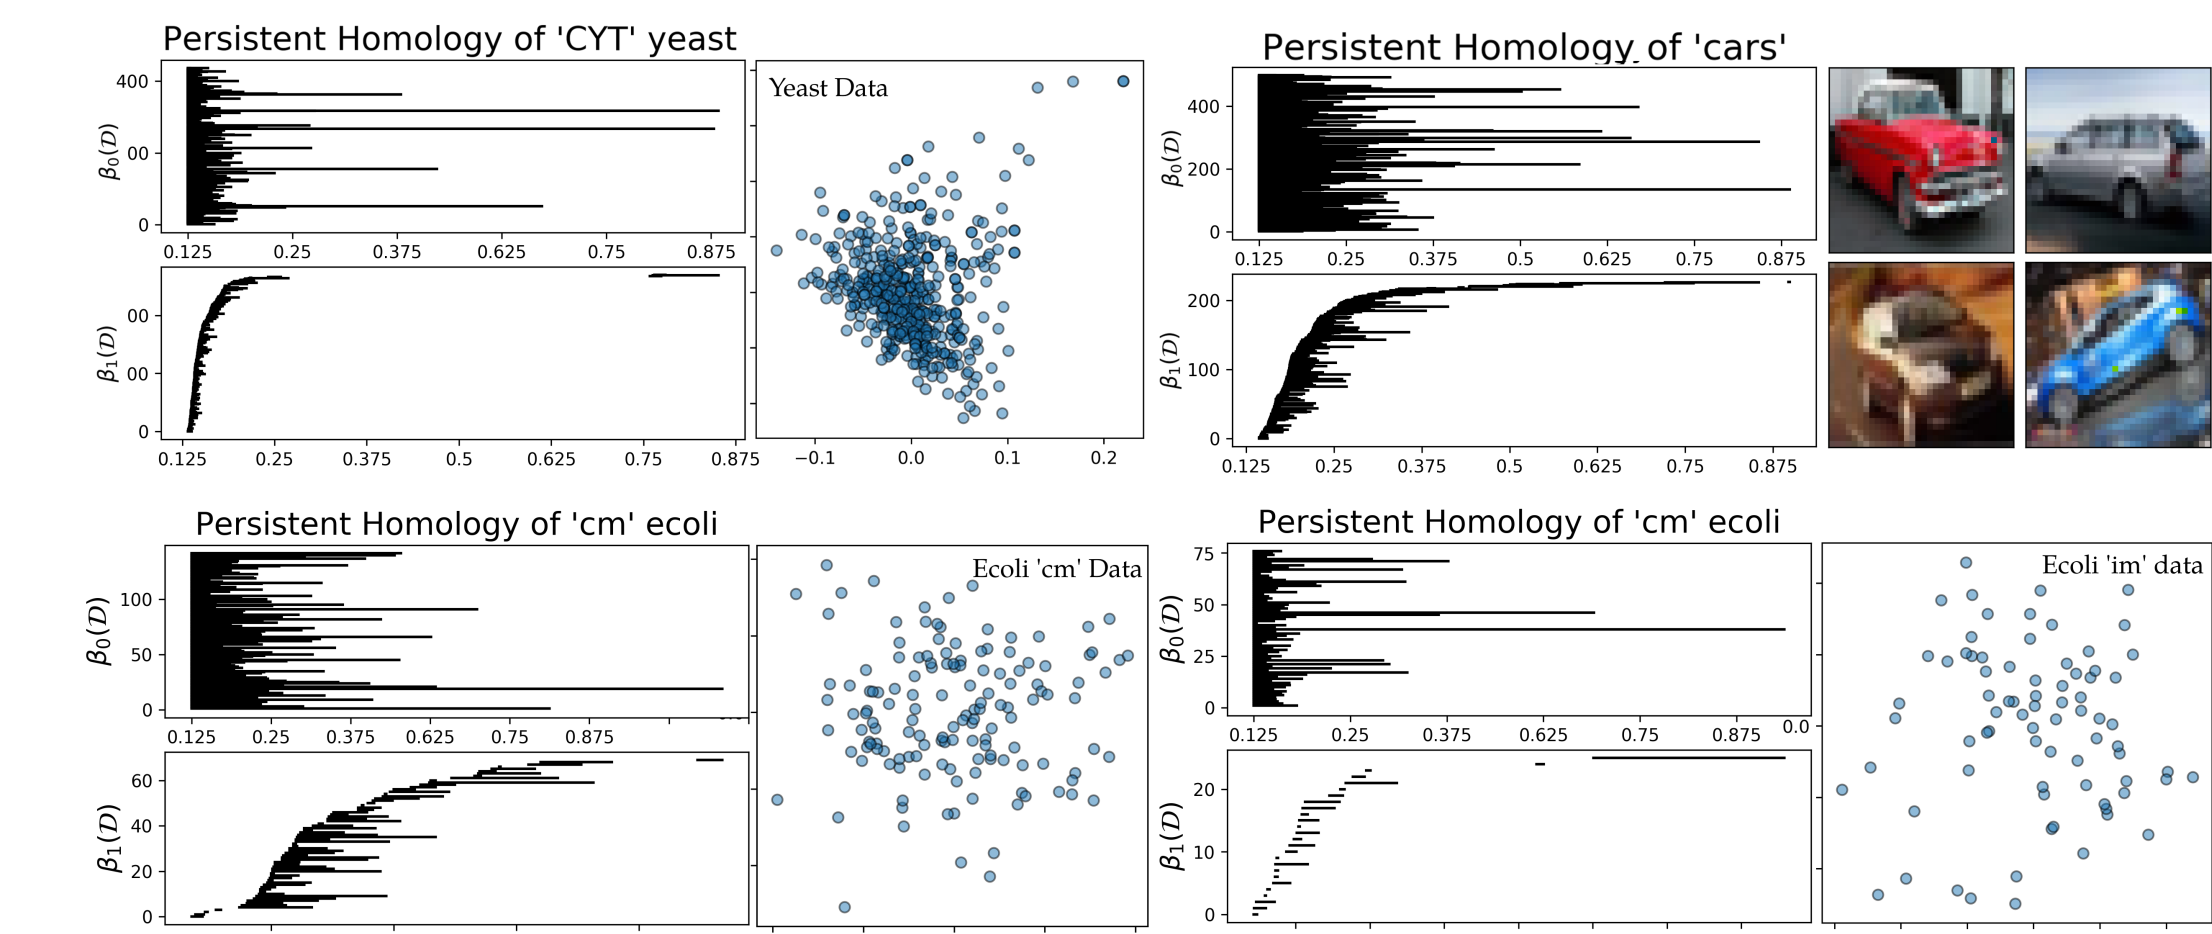 Persistent Homology of 'CYT' yeast
400
00
0
β₀(𝒟)
0.125 0.25 0.375 0.5 0.625 0.75 0.875
00
00
0
β₁(𝒟)
0.125 0.25 0.375 0.5 0.625 0.75 0.875
Yeast Data
−0.1 0.0 0.1 0.2
Persistent Homology of 'cars'
400
200
0
β₀(𝒟)
0.125 0.25 0.375 0.5 0.625 0.75 0.875
200
100
0
β₁(𝒟)
0.125 0.25 0.375 0.5 0.625 0.75 0.875
Persistent Homology of 'cm' ecoli
100
50
0
β₀(𝒟)
0.125 0.25 0.375 0.625 0.75 0.875
60
40
20
0
β₁(𝒟)
Ecoli 'cm' Data
Persistent Homology of 'cm' ecoli
75
50
25
0
β₀(𝒟)
0.125 0.25 0.375 0.625 0.75 0.875 0.0
20
10
0
β₁(𝒟)
Ecoli 'im' data